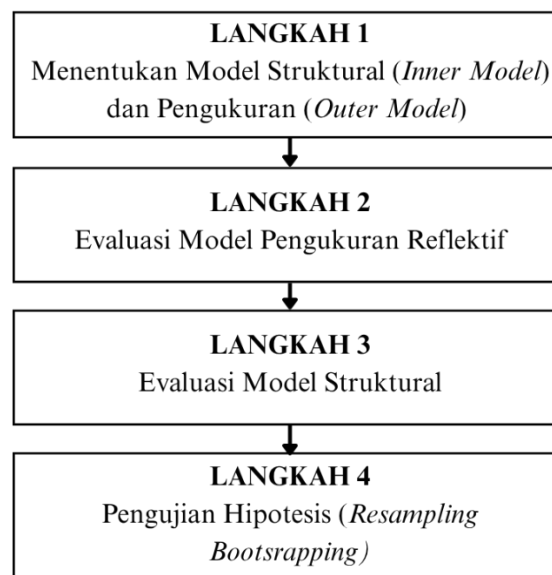 LANGKAH 1
Menentukan Model Struktural (Inner Model)
dan Pengukuran (Outer Model)
LANGKAH 2
Evaluasi Model Pengukuran Reflektif
LANGKAH 3
Evaluasi Model Struktural
LANGKAH 4
Pengujian Hipotesis (Resampling
Bootsrapping)